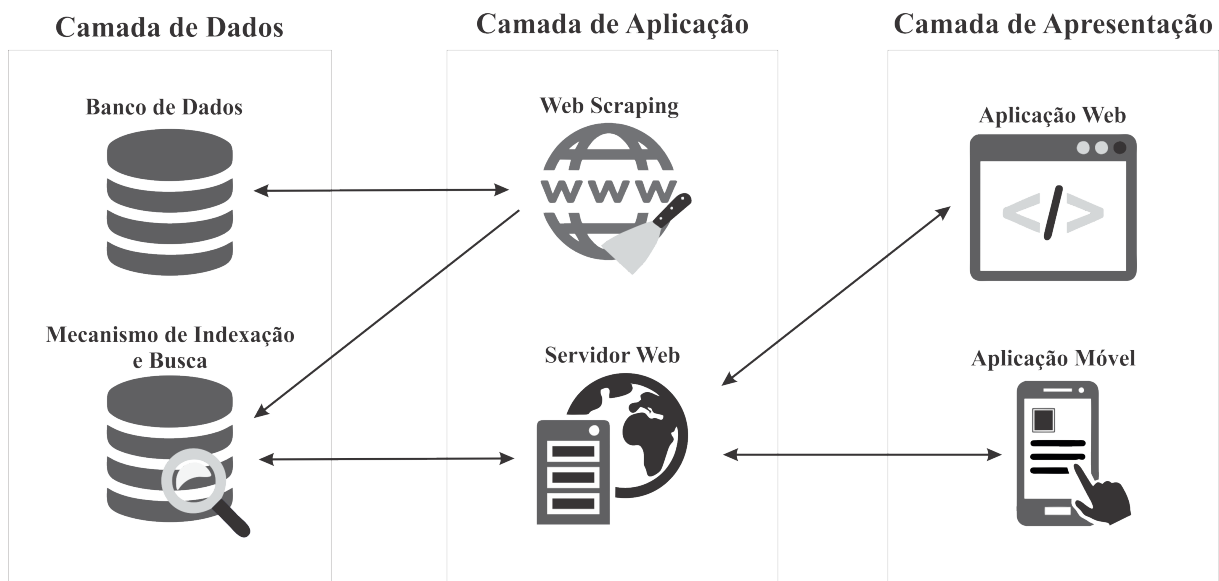 Camada de Dados
Camada de Aplicação
Camada de Apresentação
Banco de Dados
Web Scraping
WWW
Aplicação Web
</>
Mecanismo de Indexação
e Busca
Servidor Web
Aplicação Móvel